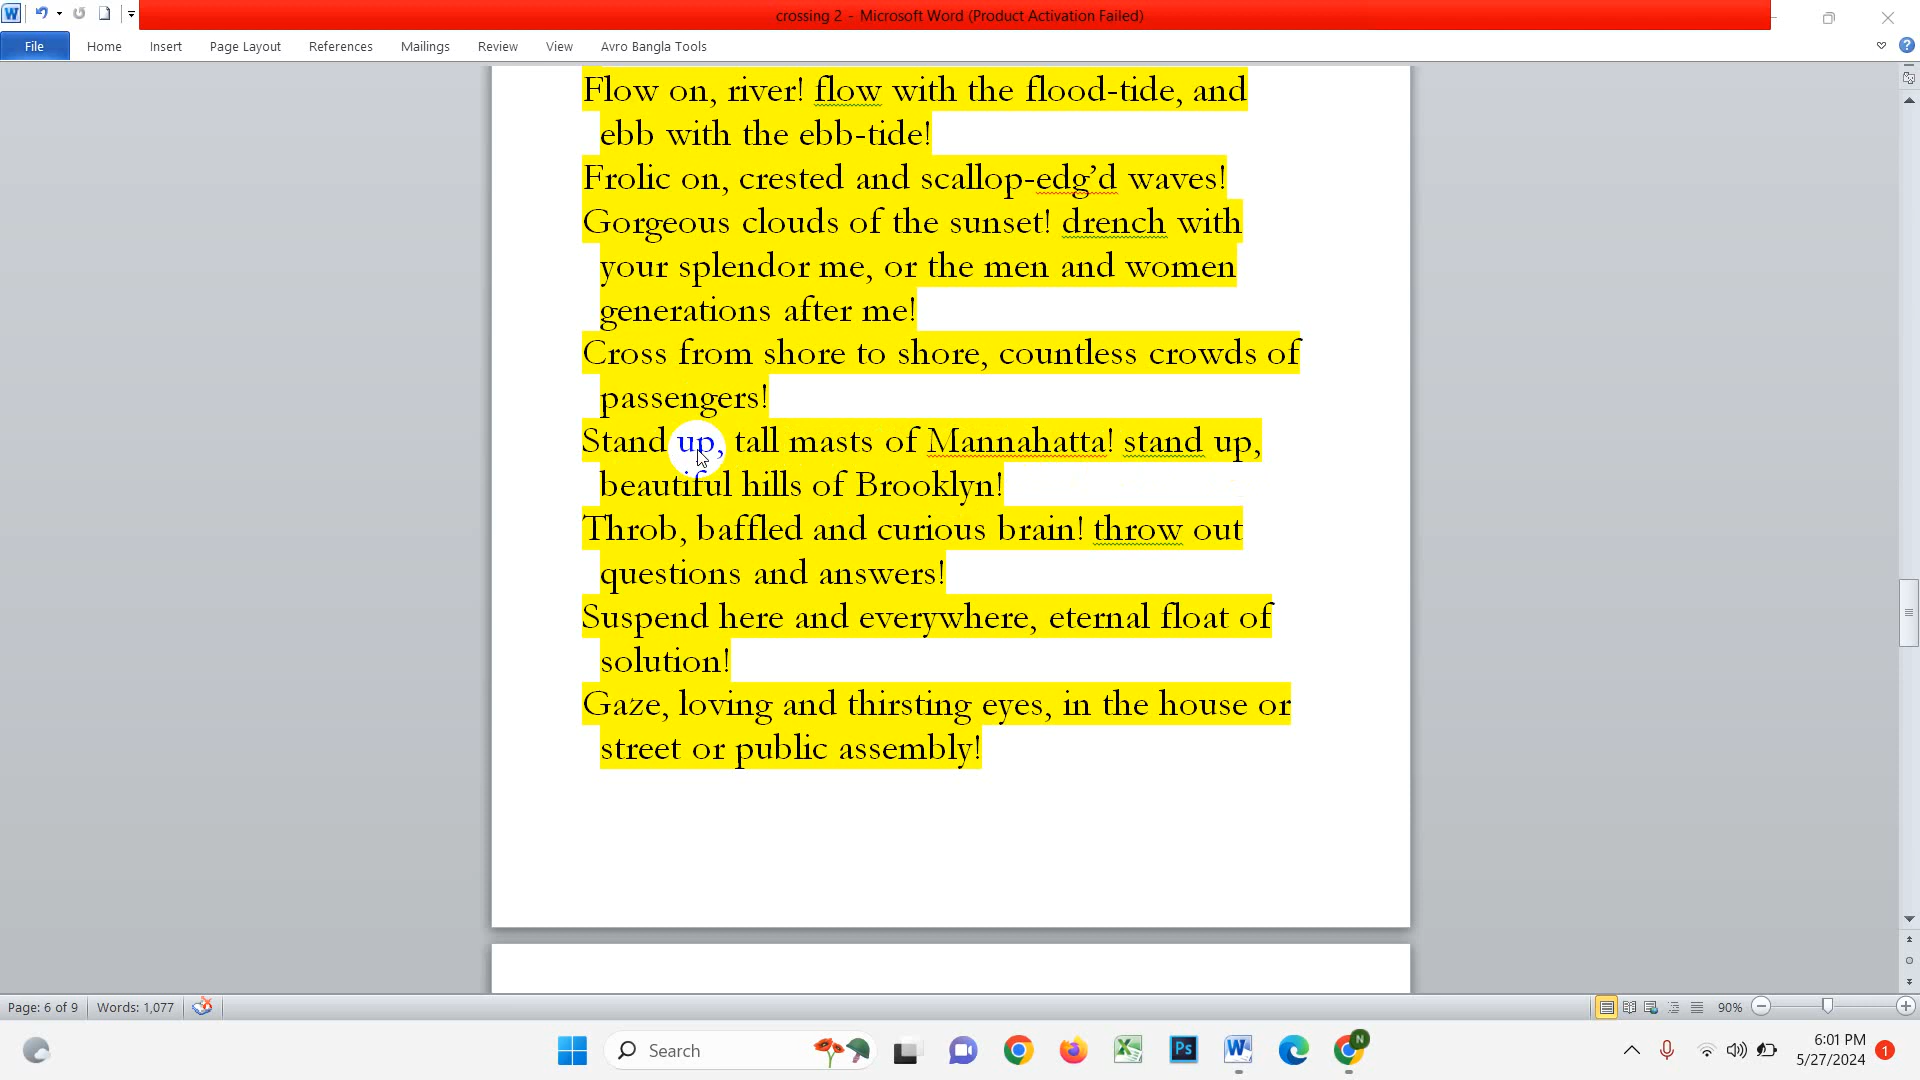 crossing 2 - Microsoft Word (Product Activation Failed)
File Home Insert Page Layout References Mailings Review View Avro Bangla Tools
Flow on, river! flow with the flood-tide, and
ebb with the ebb-tide!
Frolic on, crested and scallop-edg’d waves!
Gorgeous clouds of the sunset! drench with
your splendor me, or the men and women
generations after me!
Cross from shore to shore, countless crowds of
passengers!
Stand up, tall masts of Mannahatta! stand up,
beautiful hills of Brooklyn!
Throb, baffled and curious brain! throw out
questions and answers!
Suspend here and everywhere, eternal float of
solution!
Gaze, loving and thirsting eyes, in the house or
street or public assembly!
Page: 6 of 9 Words: 1,077 90%
Search 6:01 PM
5/27/2024 1